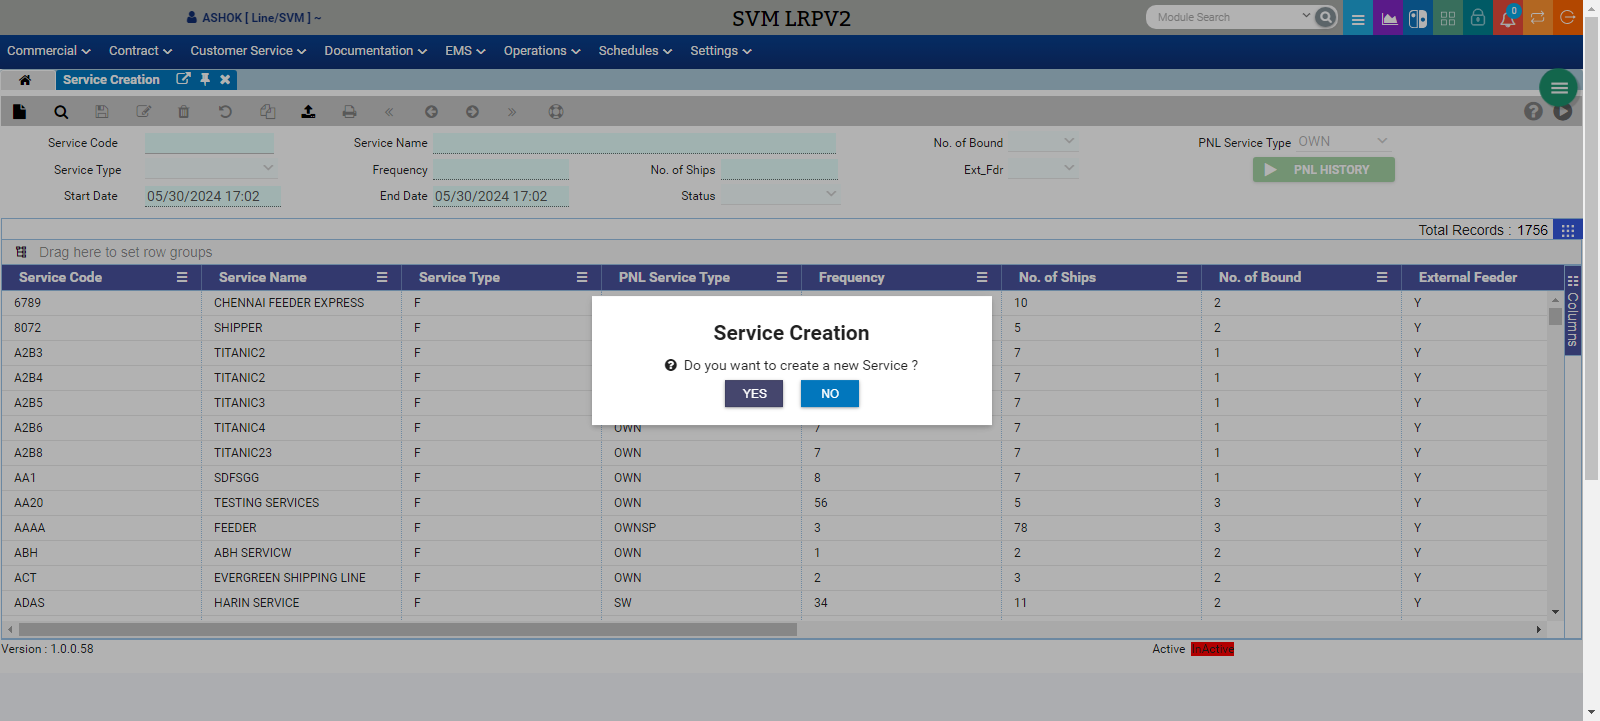 ASHOK [ Line/SVM ] ~
SVM LRPV2
Module Search
0
Commercial Contract Customer Service Documentation EMS Operations Schedules Settings
Service Creation
Service Code Service Name No. of Bound PNL Service Type OWN
Service Type Frequency No. of Ships Ext_Fdr PNL HISTORY
Start Date 05/30/2024 17:02 End Date 05/30/2024 17:02 Status
Total Records : 1756
Drag here to set row groups
Service Code Service Name Service Type PNL Service Type Frequency No. of Ships No. of Bound External Feeder
Columns
6789 CHENNAI FEEDER EXPRESS F 10 2 Y
8072 SHIPPER F 5 2 Y
A2B3 TITANIC2 F 7 1 Y
A2B4 TITANIC2 F 7 1 Y
A2B5 TITANIC3 F 7 1 Y
A2B6 TITANIC4 F OWN 7 7 1 Y
A2B8 TITANIC23 F OWN 7 7 1 Y
AA1 SDFSGG F OWN 8 7 1 Y
AA20 TESTING SERVICES F OWN 56 5 3 Y
AAAA FEEDER F OWNSP 3 78 3 Y
ABH ABH SERVICW F OWN 1 2 2 Y
ACT EVERGREEN SHIPPING LINE F OWN 2 3 2 Y
ADAS HARIN SERVICE F SW 34 11 2 Y
Service Creation
Do you want to create a new Service ?
YES NO
Version : 1.0.0.58
Active InActive